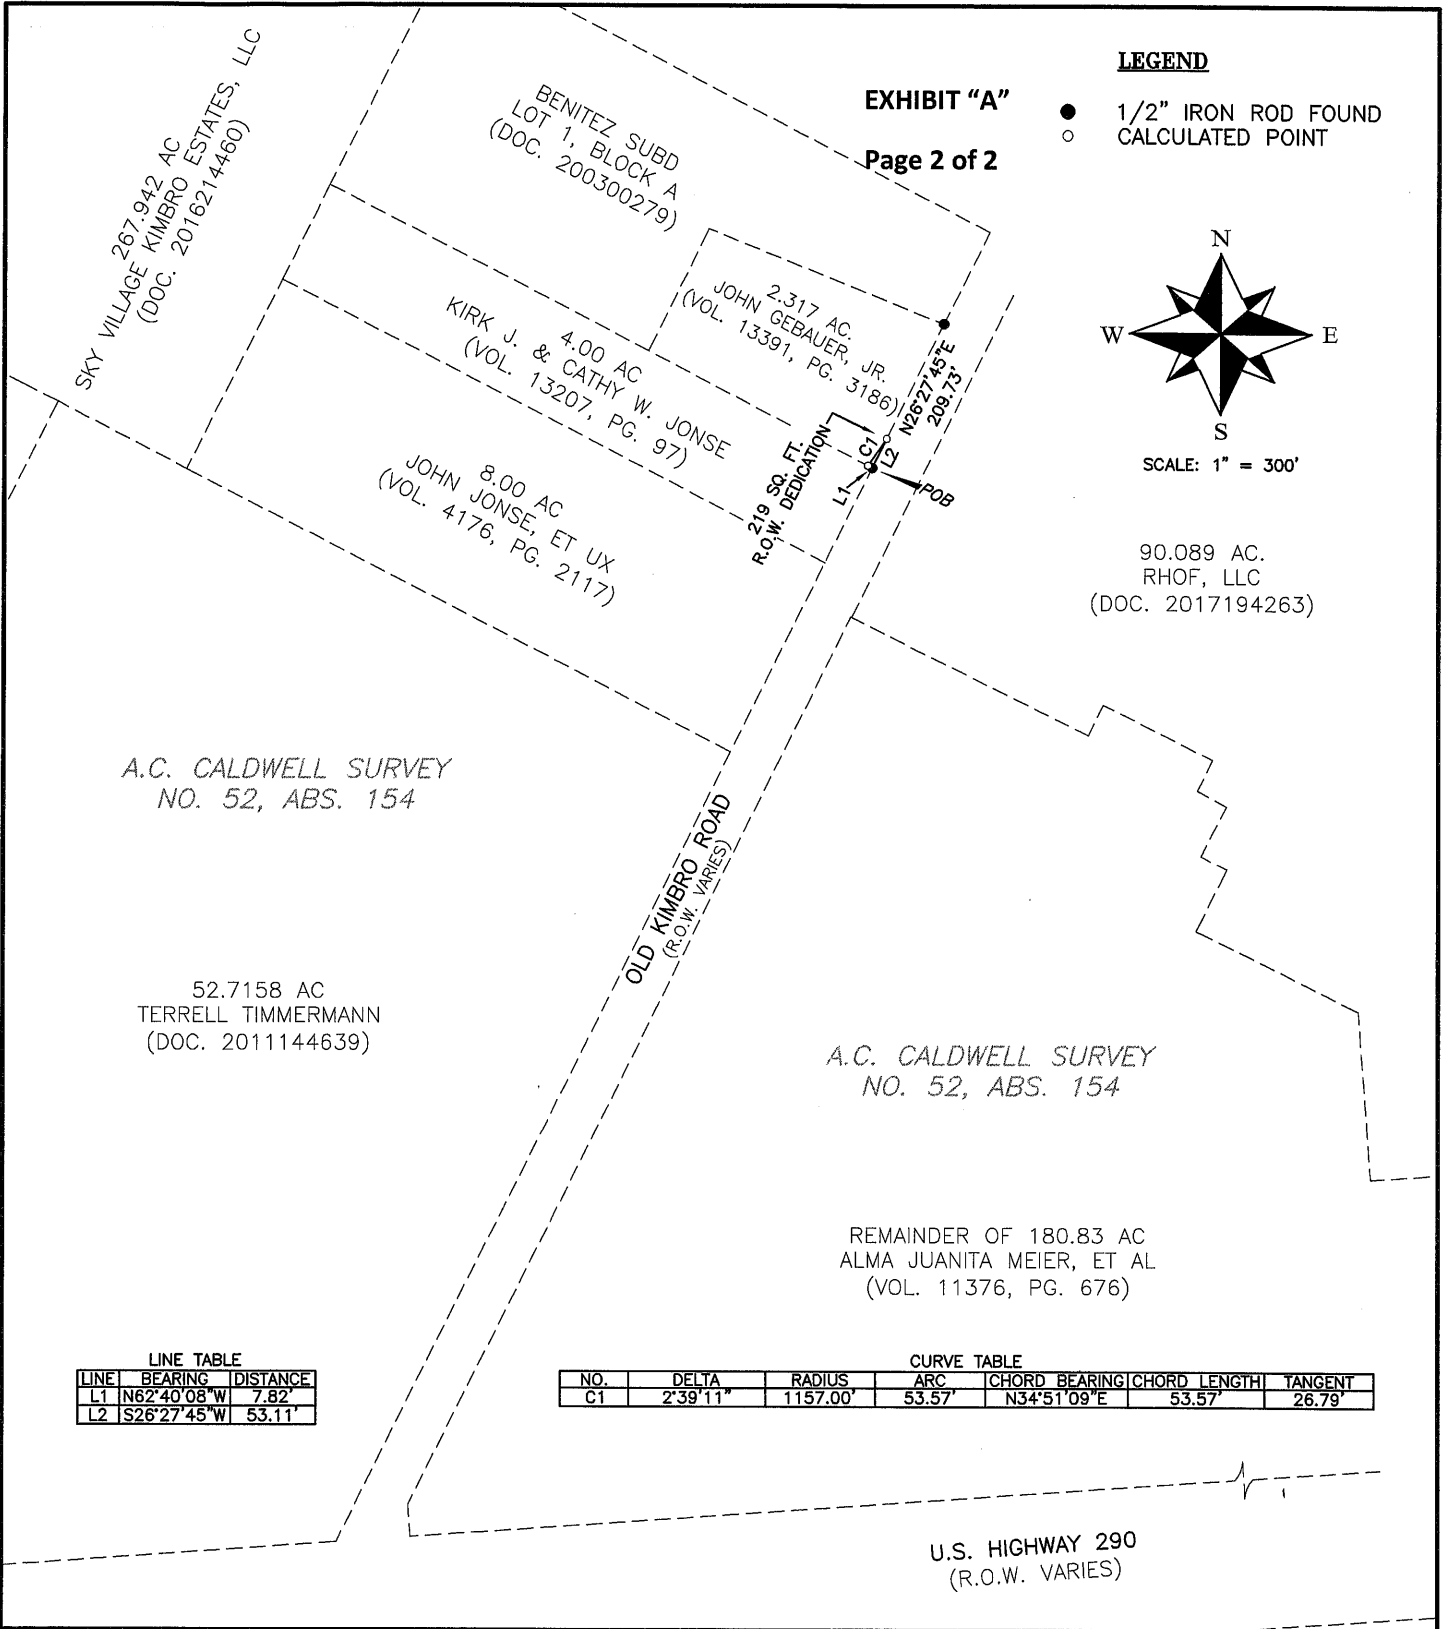 LEGEND
EXHIBIT “A”
1/2" IRON ROD FOUND
CALCULATED POINT
Page 2 of 2
267.942 AC
SKY VILLAGE KIMBRO ESTATES, LLC
(DOC. 2016214460)
BENITEZ SUBD
LOT 1, BLOCK A
(DOC. 200300279)
2.317 AC.
JOHN GEBAUER, JR.
(VOL. 13391, PG. 3186)
N
W
E
S
SCALE: 1" = 300'
4.00 AC
KIRK J. & CATHY W. JONSE
(VOL. 13207, PG. 97)
N26°27'45"E
209.73'
C1
L2
L1
POB
219 SQ. FT.
R.O.W. DEDICATION
8.00 AC
JOHN JONSE, ET UX
(VOL. 4176, PG. 2117)
90.089 AC.
RHOF, LLC
(DOC. 2017194263)
A.C. CALDWELL SURVEY
NO. 52, ABS. 154
OLD KIMBRO ROAD
(R.O.W. VARIES)
52.7158 AC
TERRELL TIMMERMANN
(DOC. 2011144639)
A.C. CALDWELL SURVEY
NO. 52, ABS. 154
REMAINDER OF 180.83 AC
ALMA JUANITA MEIER, ET AL
(VOL. 11376, PG. 676)
LINE TABLE
LINE BEARING DISTANCE
L1 N62°40'08"W 7.82'
L2 S26°27'45"W 53.11'
CURVE TABLE
NO. DELTA RADIUS ARC CHORD BEARING CHORD LENGTH TANGENT
C1 2°39'11" 1157.00' 53.57' N34°51'09"E 53.57' 26.79'
U.S. HIGHWAY 290
(R.O.W. VARIES)